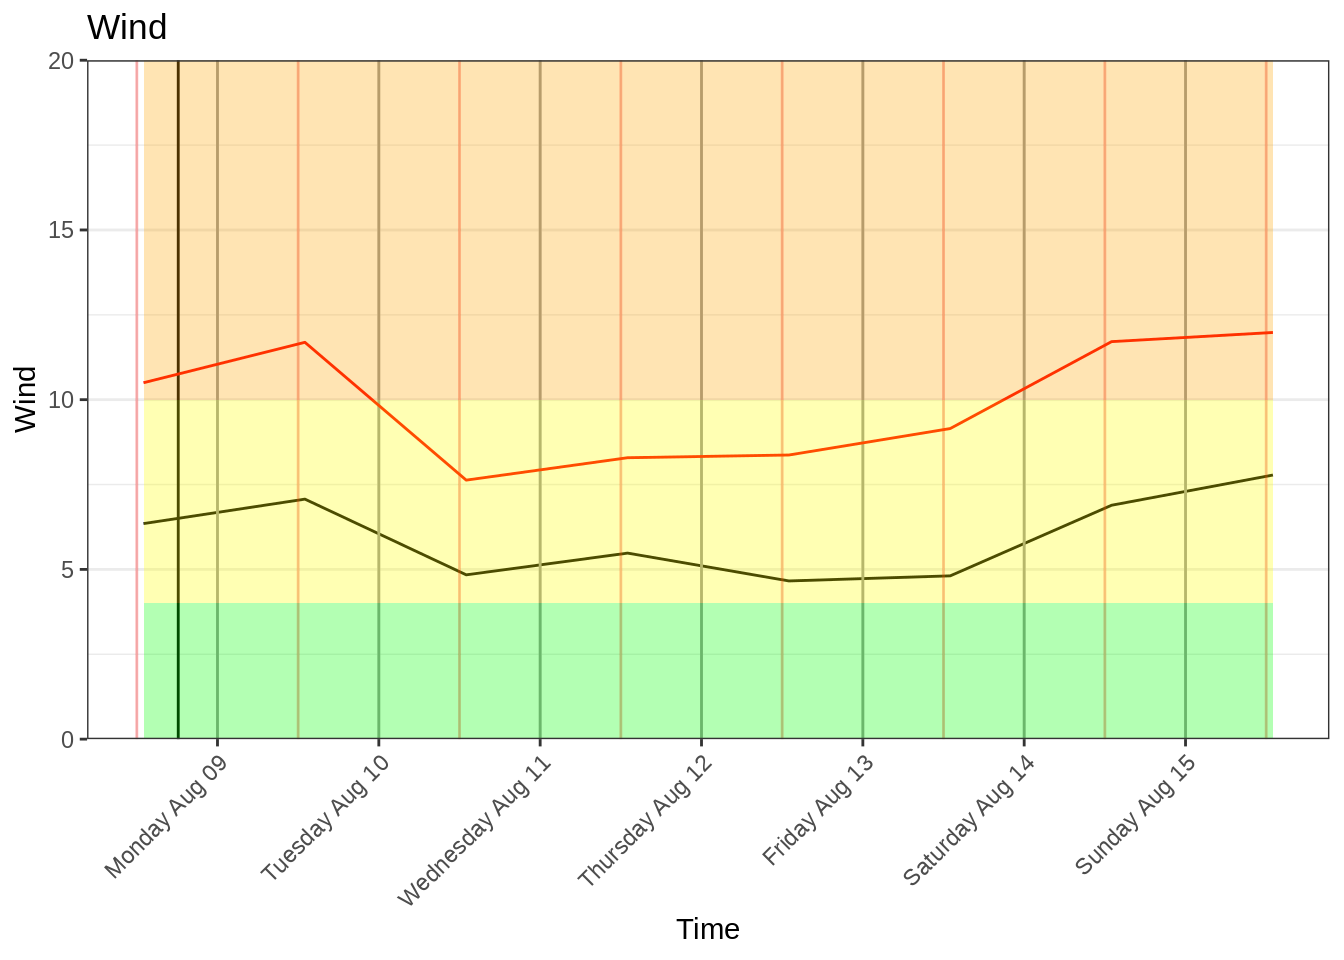 Wind
20
15
10
5
0
Wind
Monday Aug 09
Tuesday Aug 10
Wednesday Aug 11
Thursday Aug 12
Friday Aug 13
Saturday Aug 14
Sunday Aug 15
Time